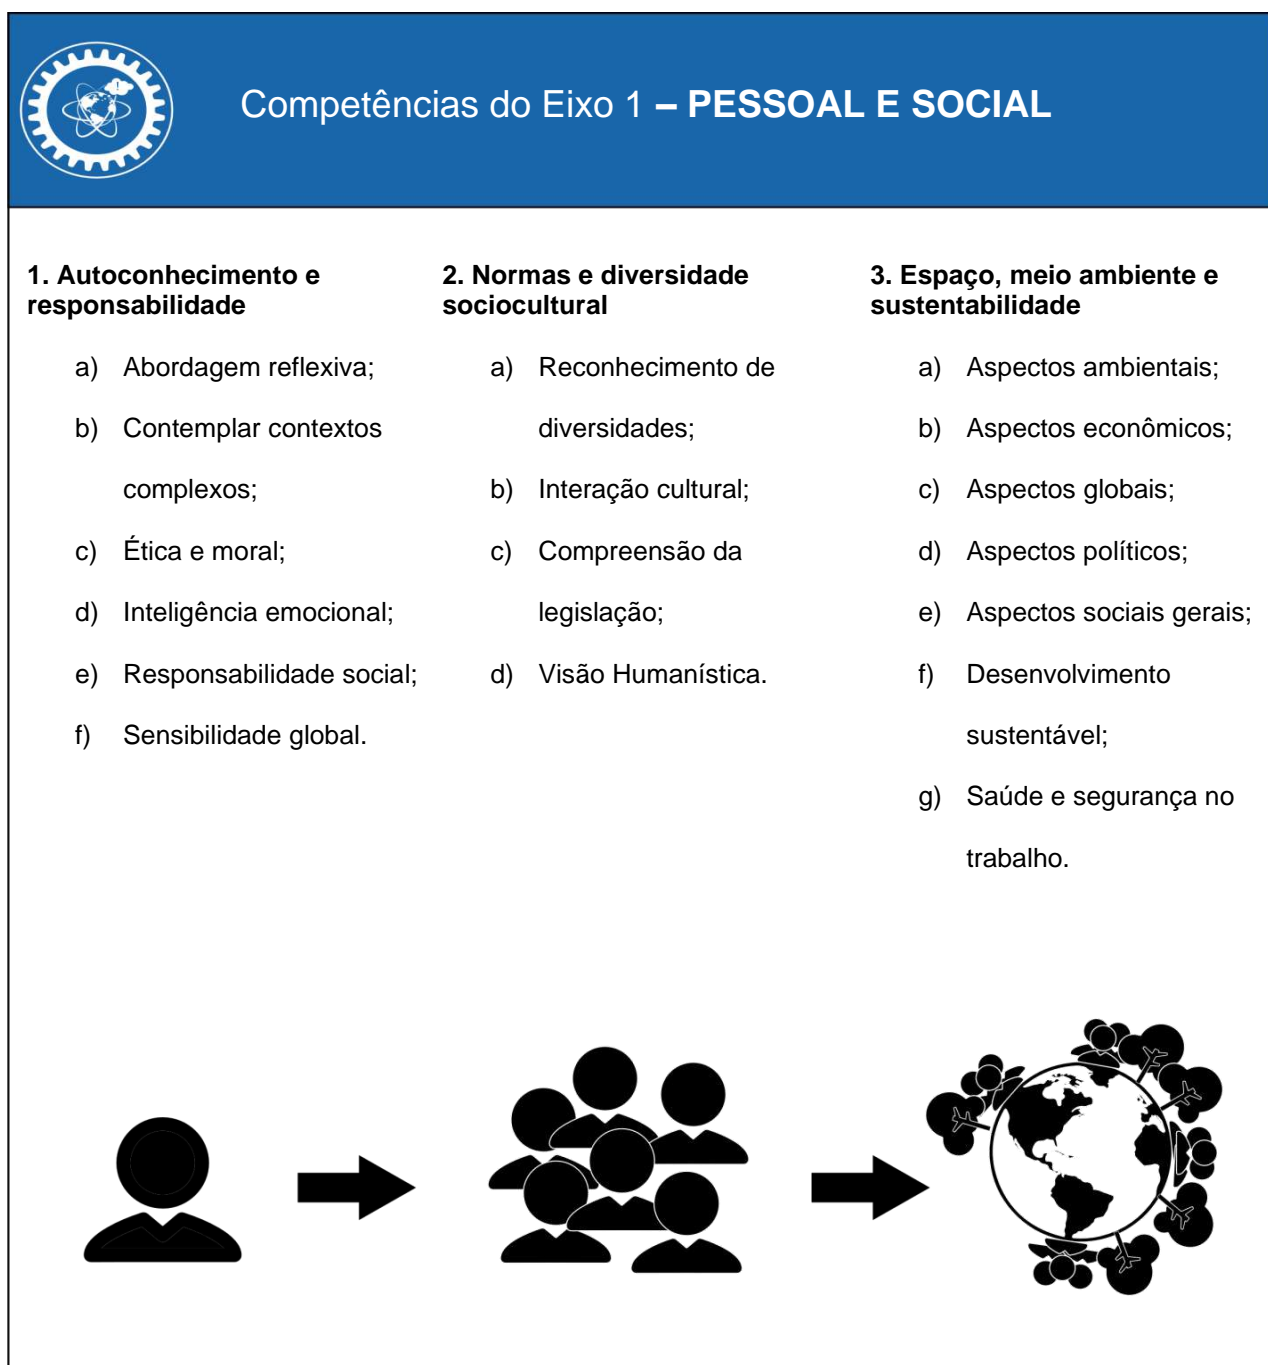 Competências do Eixo 1 – PESSOAL E SOCIAL
1. Autoconhecimento e
responsabilidade
a) Abordagem reflexiva;
b) Contemplar contextos
complexos;
c) Ética e moral;
d) Inteligência emocional;
e) Responsabilidade social;
f) Sensibilidade global.
2. Normas e diversidade
sociocultural
a) Reconhecimento de
diversidades;
b) Interação cultural;
c) Compreensão da
legislação;
d) Visão Humanística.
3. Espaço, meio ambiente e
sustentabilidade
a) Aspectos ambientais;
b) Aspectos econômicos;
c) Aspectos globais;
d) Aspectos políticos;
e) Aspectos sociais gerais;
f) Desenvolvimento
sustentável;
g) Saúde e segurança no
trabalho.